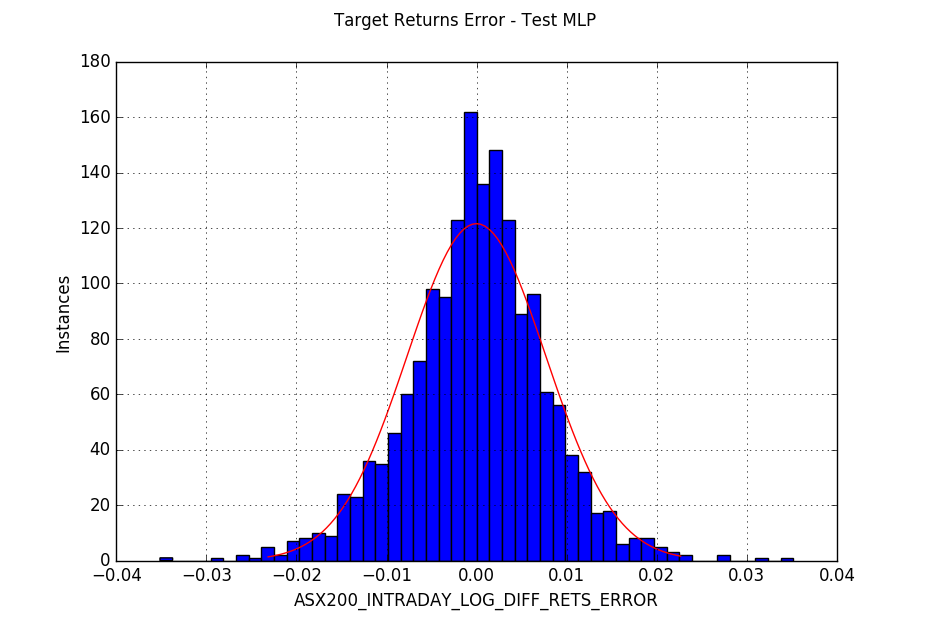 Target Returns Error - Test MLP
180
160
140
120
100
80
60
40
20
0
Instances
−0.04 −0.03 −0.02 −0.01 0.00 0.01 0.02 0.03 0.04
ASX200_INTRADAY_LOG_DIFF_RETS_ERROR